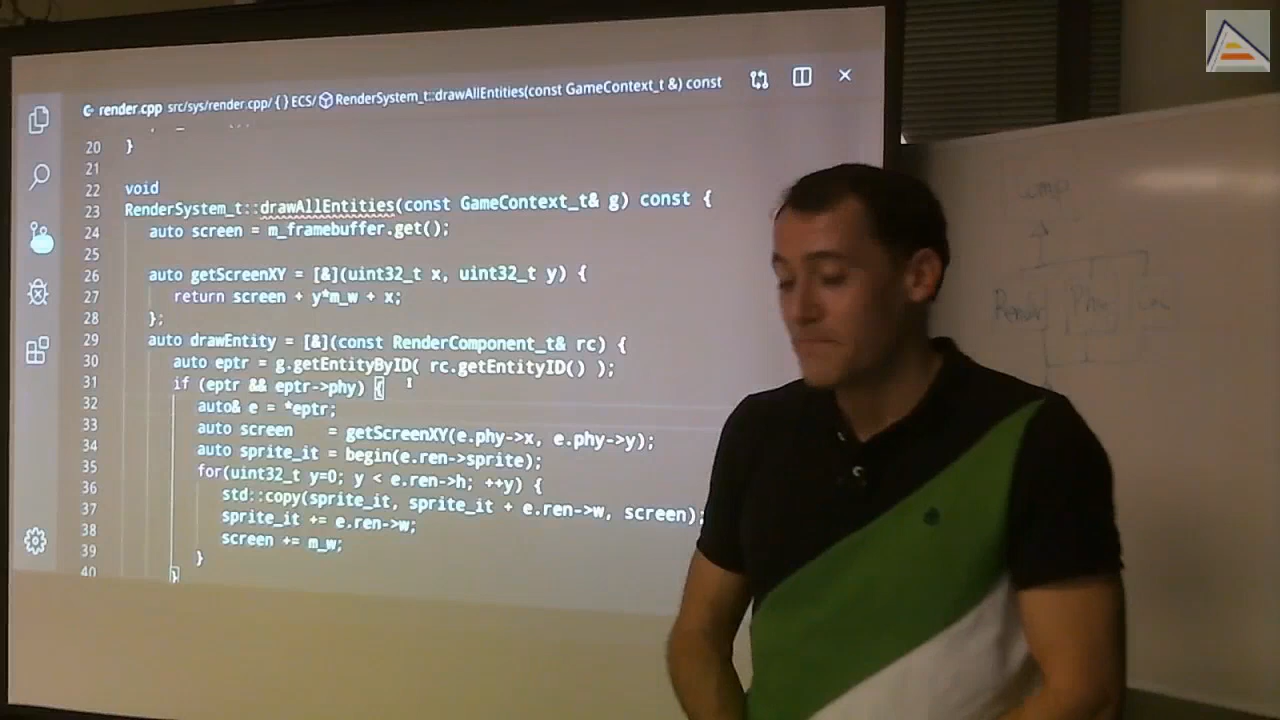 render.cpp src/sys/render.cpp/ { } ECS/ RenderSystem_t::drawAllEntities(const GameContext_t &) const
20 }
21
22 void
23 RenderSystem_t::drawAllEntities(const GameContext_t& g) const {
24 auto screen = m_framebuffer.get();
25
26 auto getScreenXY = [&](uint32_t x, uint32_t y) {
27 return screen + y*m_w + x;
28 };
29 auto drawEntity = [&](const RenderComponent_t& rc) {
30 auto eptr = g.getEntityByID( rc.getEntityID() );
31 if (eptr && eptr->phy) {
32 auto& e = *eptr;
33 auto screen = getScreenXY(e.phy->x, e.phy->y);
34 auto sprite_it = begin(e.ren->sprite);
35 for(uint32_t y=0; y < e.ren->h; ++y) {
36 std::copy(sprite_it, sprite_it + e.ren->w, screen);
37 sprite_it += e.ren->w;
38 screen += m_w;
39 }
40 }
Comp
Render Phy